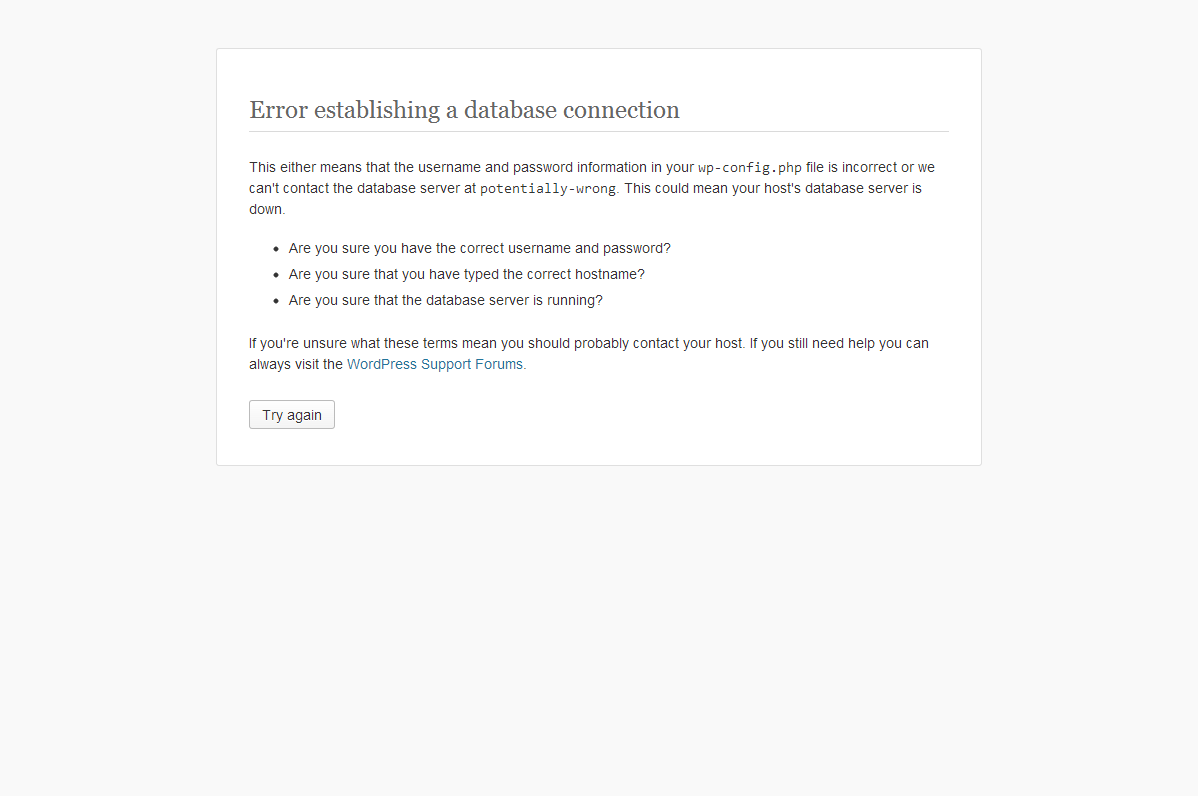 Error establishing a database connection
This either means that the username and password information in your wp-config.php file is incorrect or we
can't contact the database server at potentially-wrong. This could mean your host's database server is
down.
Are you sure you have the correct username and password?
Are you sure that you have typed the correct hostname?
Are you sure that the database server is running?
If you're unsure what these terms mean you should probably contact your host. If you still need help you can
always visit the WordPress Support Forums.
Try again